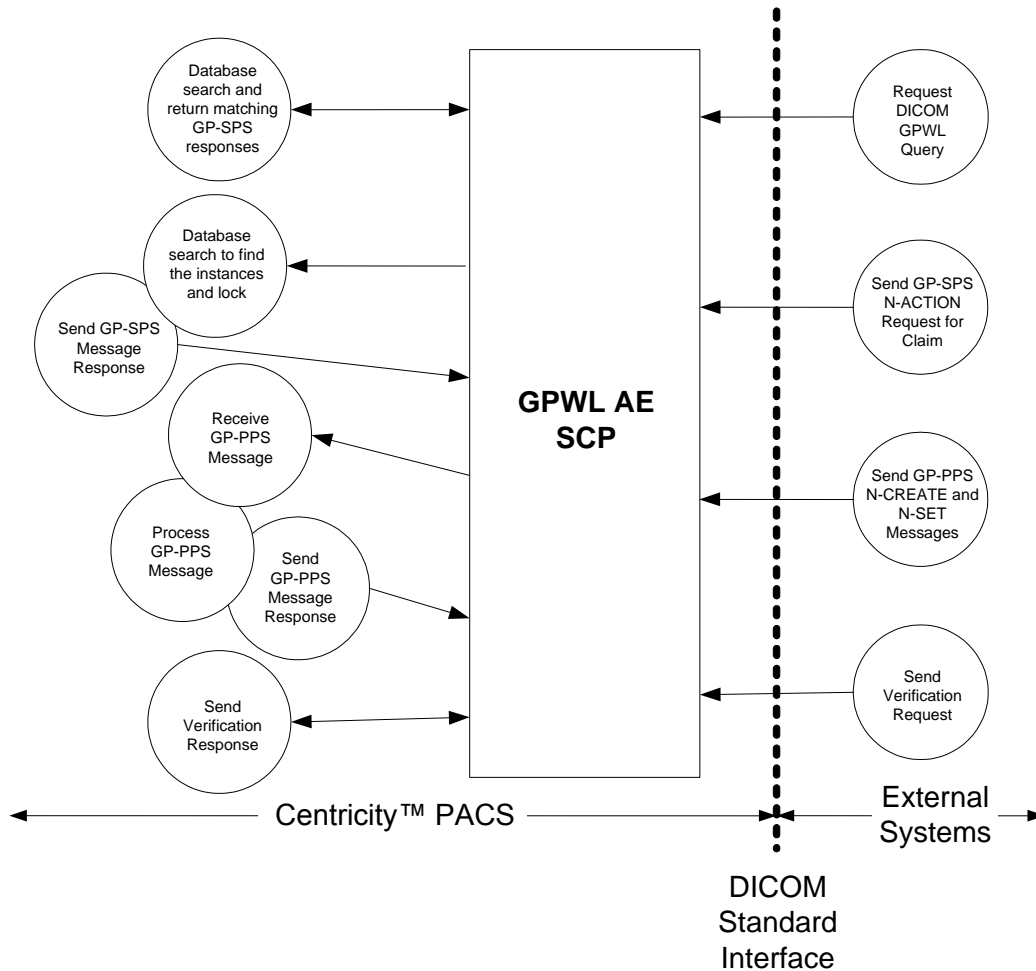 Database
search and
return matching
GP-SPS
responses
Database
search to find
the instances
and lock
Send GP-SPS
Message
Response
Receive
GP-PPS
Message
Process
GP-PPS
Message
Send
GP-PPS
Message
Response
Send
Verification
Response
GPWL AE
SCP
Request
DICOM
GPWL
Query
Send GP-SPS
N-ACTION
Request for
Claim
Send GP-PPS
N-CREATE and
N-SET
Messages
Send
Verification
Request
Centricity™ PACS
External
Systems
DICOM
Standard
Interface